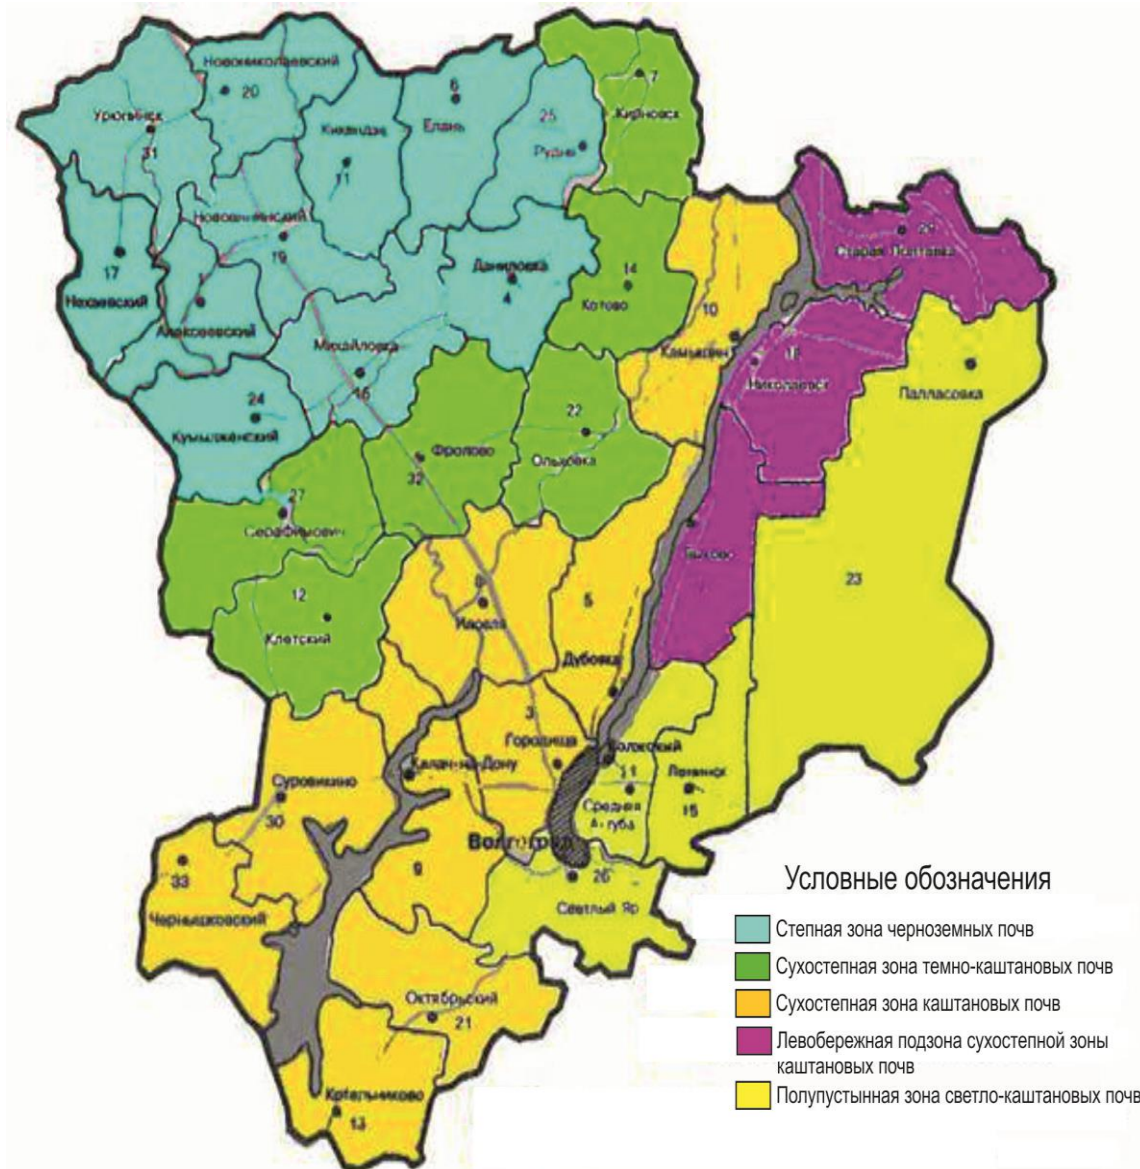 7
Новониколаевский
6
20
Жирновск
Урюпинск
Елань
25
Киквидзе
Рудня
31
11
Новоаннинский
29
Старая Полтавка
17
19
Даниловка
14
1
4
Нехаевский
Котово
10
Алексеевский
Михайловка
Камышин
18
Николаевск
Палласовка
16
24
22
Кумылженский
Фролово
Ольховка
32
27
Серафимович
Быково
23
12
8
5
Клетский
Иловля
Дубовка
3
Городище
Волжский
Калач-на-Дону
Суровикино
11
Ленинск
Средняя
Ахтуба
15
30
Волгоград
33
9
26
Светлый Яр
Чернышковский
Октябрьский
21
Котельниково
13
Условные обозначения
Степная зона черноземных почв
Сухостепная зона темно-каштановых почв
Сухостепная зона каштановых почв
Левобережная подзона сухостепной зоны
каштановых почв
Полупустынная зона светло-каштановых почв